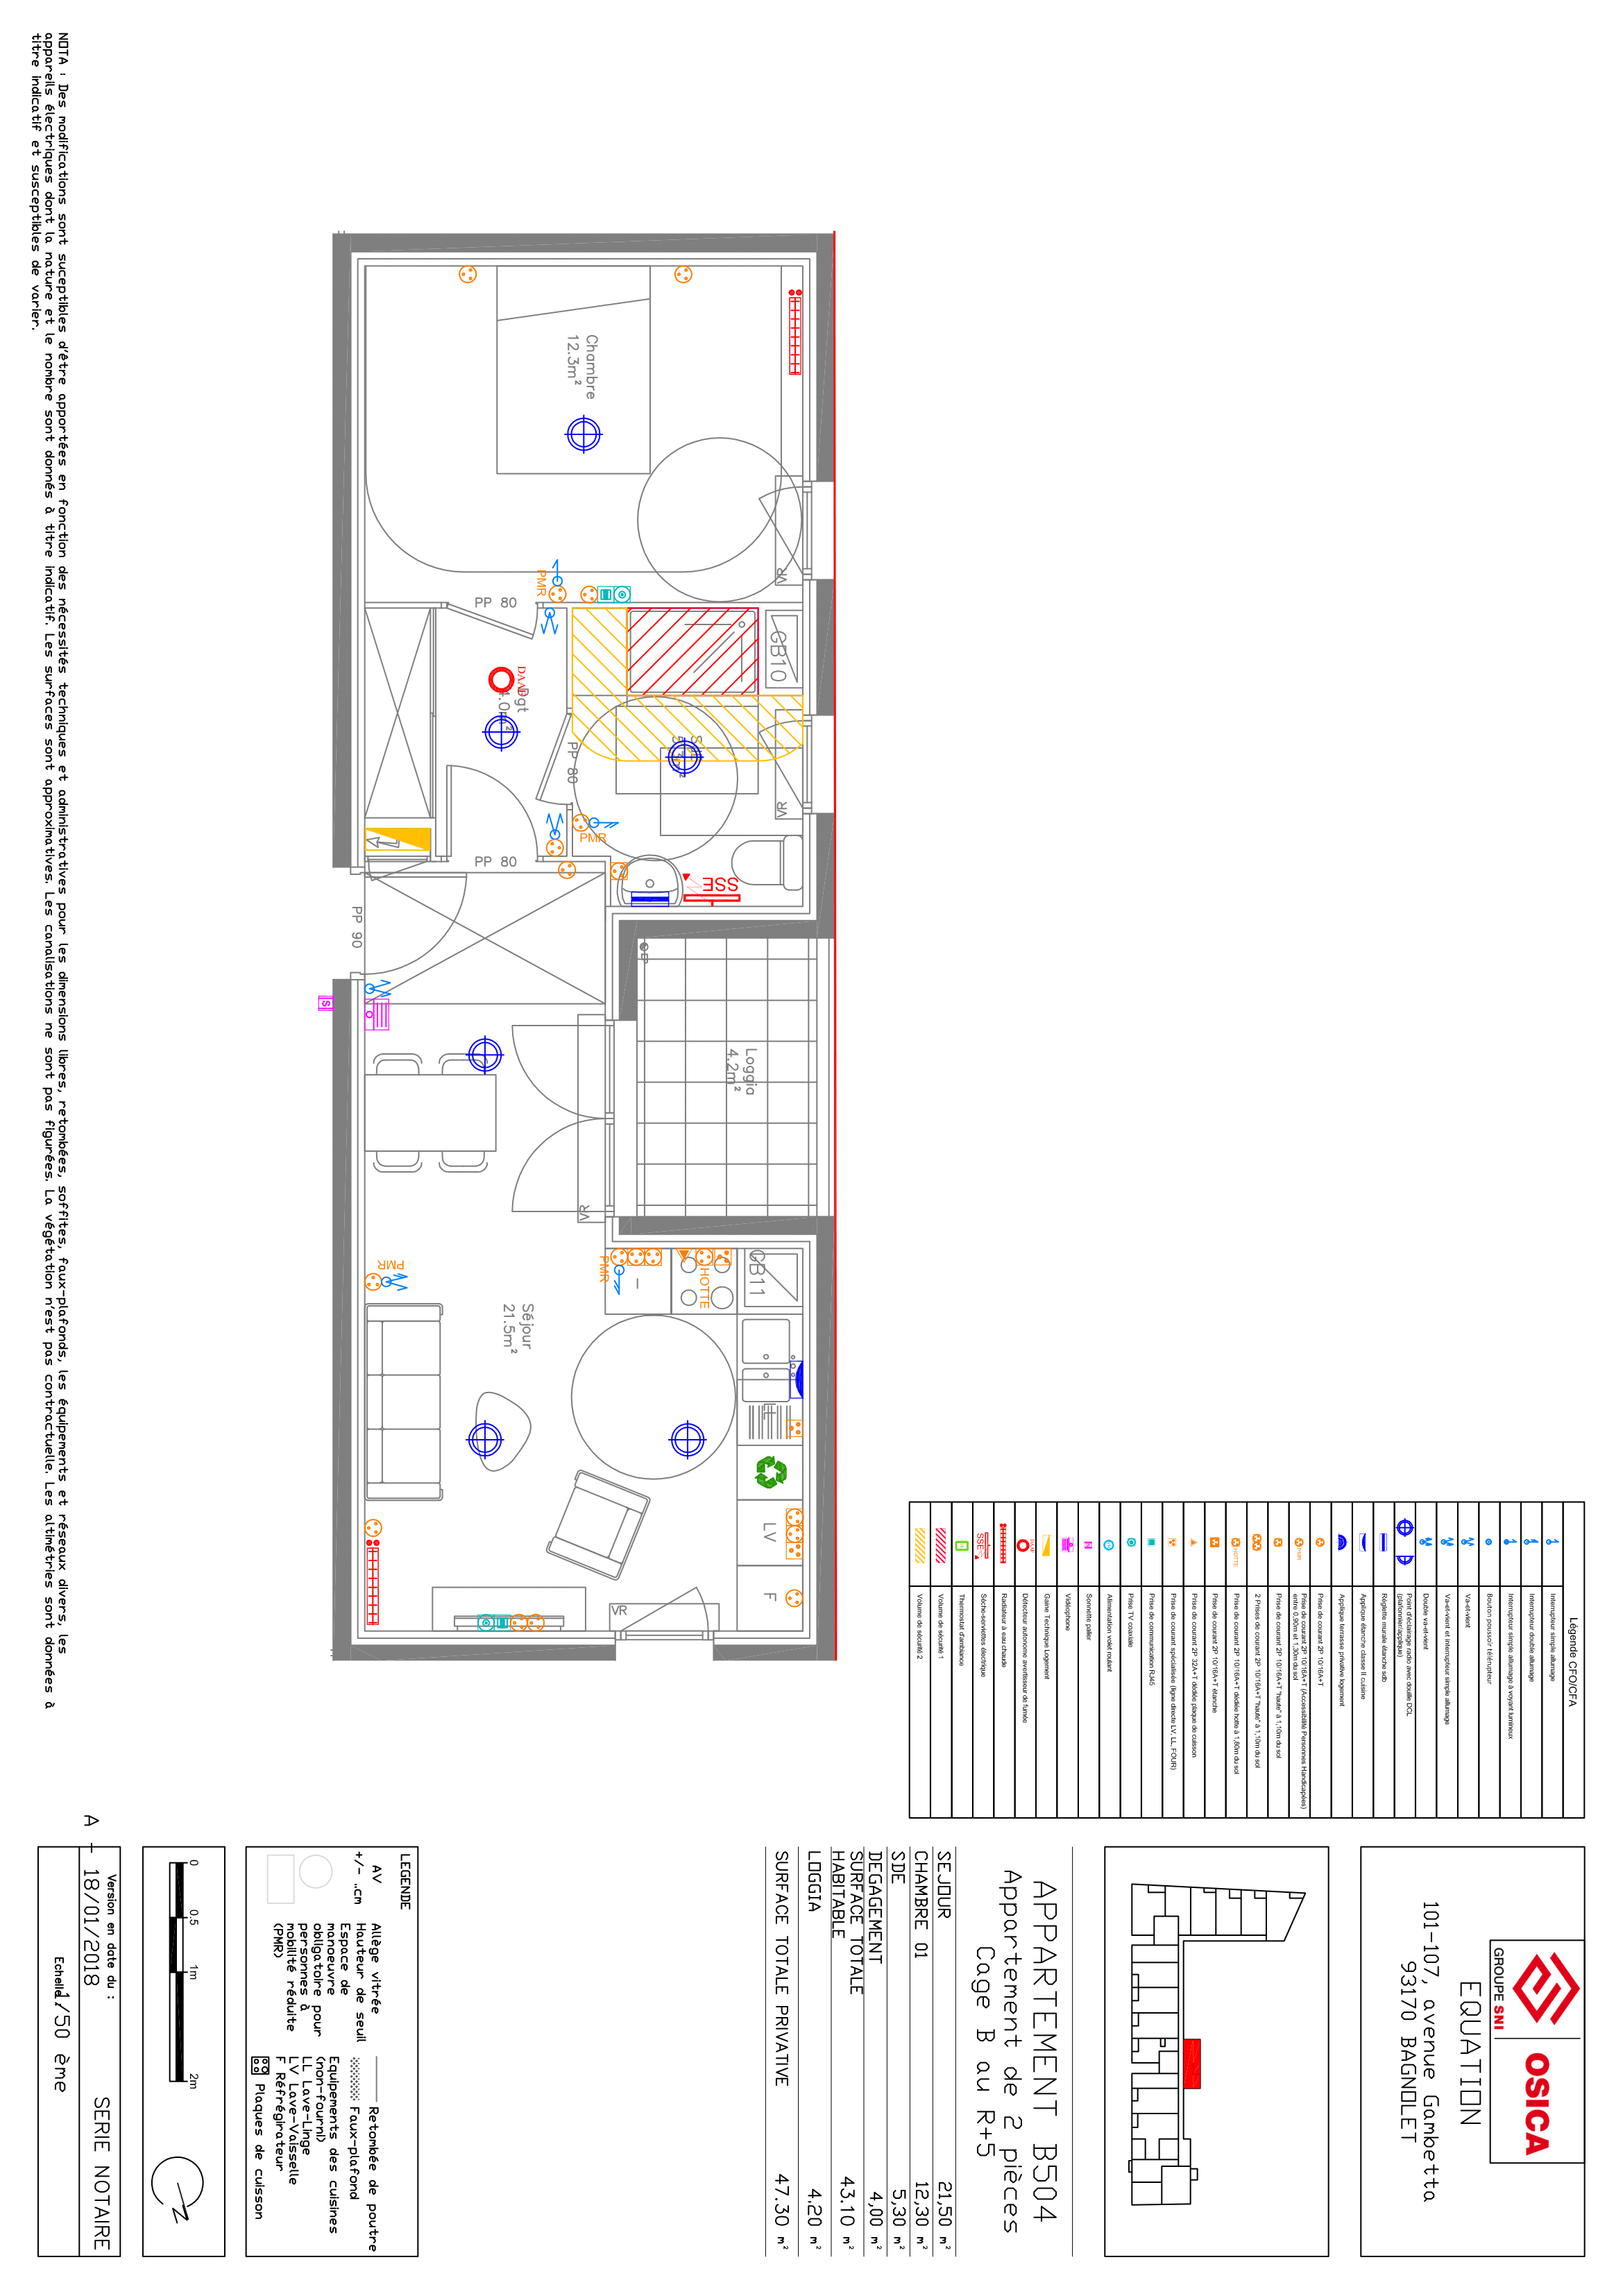 GROUPE SNI
OSICA
EQUATION
101-107, avenue Gambetta
93170 BAGNOLET
APPARTEMENT B504
Appartement de 2 pièces
Cage B au R+5
SEJOUR 21,50 m²
CHAMBRE 01 12,30 m²
SDE 5,30 m²
DEGAGEMENT 4,00 m²
SURFACE TOTALE
HABITABLE 43.10 m²
LOGGIA 4.20 m²
SURFACE TOTALE PRIVATIVE 47.30 m²
LEGENDE
AV Allège vitrée
+/- ..cm Hauteur de seuil
Espace de
manoeuvre
obligatoire pour
personnes à
mobilité réduite
(PMR)
Retombée de poutre
Faux-plafond
Equipements des cuisines
(non-fourni)
LL Lave-Linge
LV Lave-Vaisselle
F Réfrégirateur
Plaques de cuisson
0 0.5 1m 2m
N
A -
Version en date du :
18/01/2018
SERIE NOTAIRE
Echelle 1/50 ème
Légende CFO/CFA
Interrupteur simple allumage
Interrupteur double allumage
Interrupteur simple allumage à voyant lumineux
Bouton poussoir télérupteur
Va-et-vient
Va-et-vient et interrupteur simple allumage
Double va-et-vient
Point d'éclairage radio avec douille DCL
(plafonnier/applique)
Réglette murale étanche sdb
Applique étanche classe II cuisine
Applique terrasse privative logement
Prise de courant 2P 10/16A+T
Prise de courant 2P 10/16A+T (Accessibilité Personnes Handicapées)
entre 0,90m et 1,30m du sol
Prise de courant 2P 10/16A+T "haute" à 1,10m du sol
2 Prises de courant 2P 10/16A+T "haute" à 1,10m du sol
Prise de courant 2P 10/16A+T dédiée hotte à 1,80m du sol
Prise de courant 2P 10/16A+T étanche
Prise de courant 2P 32A+T dédiée plaque de cuisson
Prise de courant spécialisée (ligne directe LV, LL, FOUR)
Prise de communication RJ45
Prise TV coaxiale
Alimentation volet roulant
Sonnette palier
Vidéophone
Gaine Technique Logement
Détecteur autonome avertisseur de fumée
Radiateur à eau chaude
Sèche-serviettes électrique
Thermostat d'ambiance
Volume de sécurité 1
Volume de sécurité 2
PMR
HOTTE
DAAF
SSE
Chambre
12.3m²
VR
PMR
PP 80
GB10
DAAF
Dgt
4.0m²
PP 80
VR
PMR
PP 80
SSE
PP 90
S
Loggia
4.2m²
VR
PMR
PMR
HOTTE
GB11
Séjour
21.5m²
LL
LV
F
VR
NOTA : Des modifications sont suceptibles d'être apportées en fonction des nécessités techniques et administratives pour les dimensions libres, retombées, soffites, faux-plafonds, les équipements et réseaux divers, les
appareils électriques dont la nature et le nombre sont donnés à titre indicatif. Les surfaces sont approximatives. Les canalisations ne sont pas figurées. La végétation n'est pas contractuelle. Les altimétries sont données à
titre indicatif et susceptibles de varier.